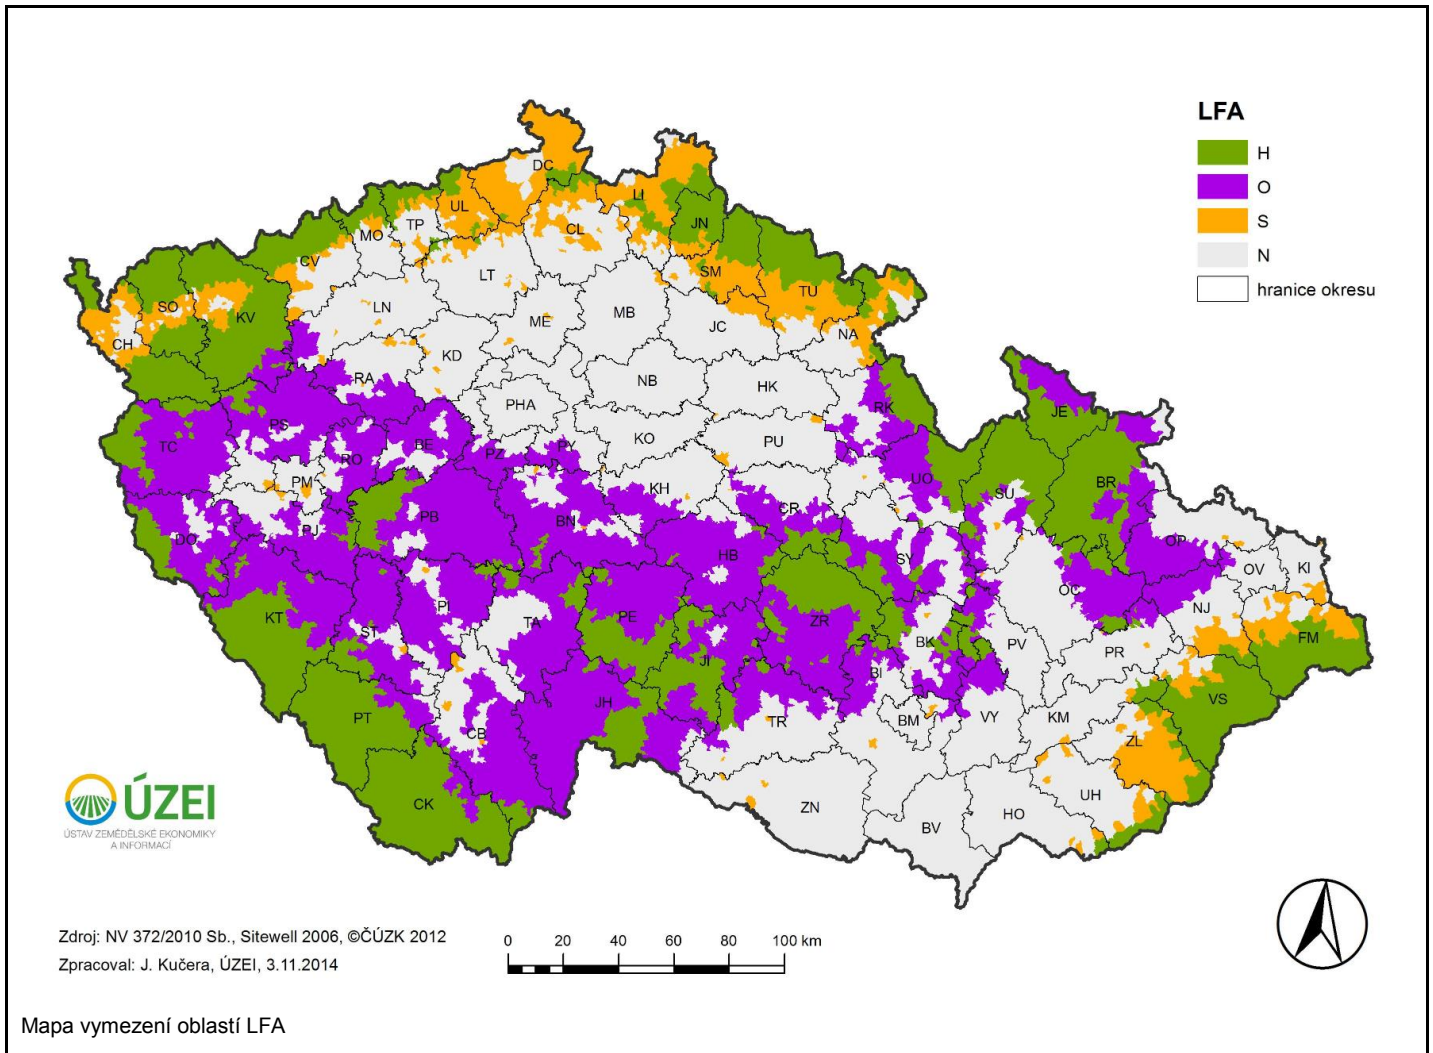 LFA
H
O
S
N
hranice okresu
DC
LI
UL
TP
JN
MO
CL
CV
SM
LT
TU
SO
KV
LN
ME
MB
JC
NA
CH
KD
RA
NB
HK
PHA
RK
JE
PS
TC
BE
KO
PU
RO
PZ
PY
PM
KH
UO
SU
BR
CR
PB
BN
PJ
DO
HB
SY
OP
OV
KI
OC
PI
KT
ST
TA
PE
ZR
NJ
FM
BK
PV
PR
JI
BI
VS
PT
JH
TR
BM
VY
KM
CB
ZL
CK
ZN
UH
BV
HO
ÚZEI
ÚSTAV ZEMĚDĚLSKÉ EKONOMIKY
A INFORMACÍ
Zdroj: NV 372/2010 Sb., Sitewell 2006, ©ČÚZK 2012
Zpracoval: J. Kučera, ÚZEI, 3.11.2014
0 20 40 60 80 100 km
Mapa vymezení oblastí LFA